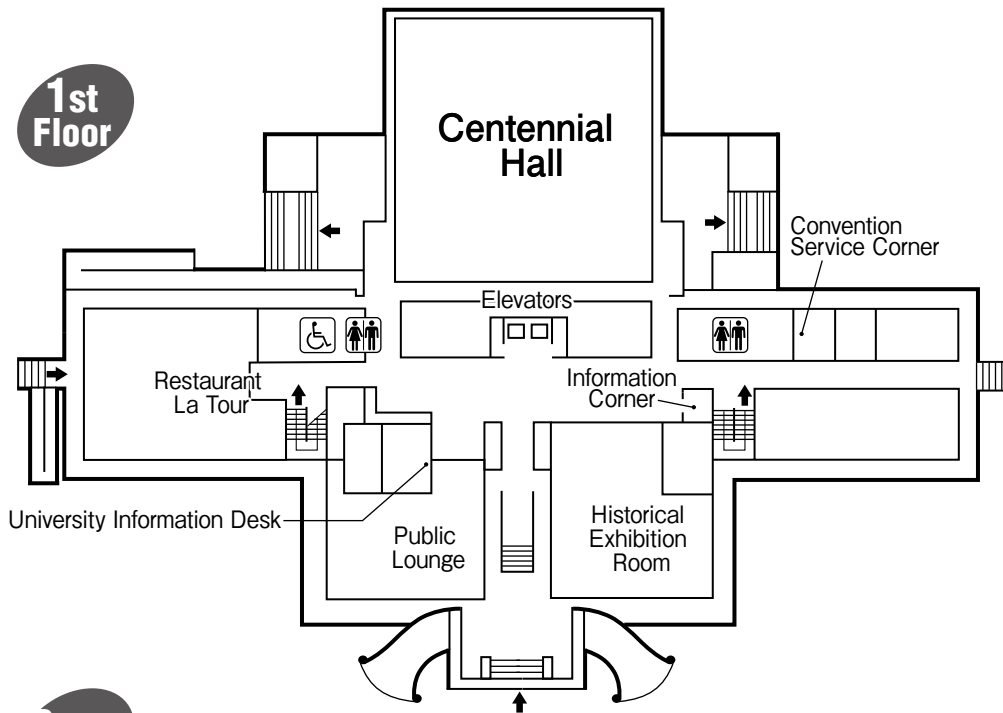 1st
Floor
Centennial
Hall
Convention
Service Corner
Elevators
Restaurant
La Tour
Information
Corner
University Information Desk
Public
Lounge
Historical
Exhibition
Room